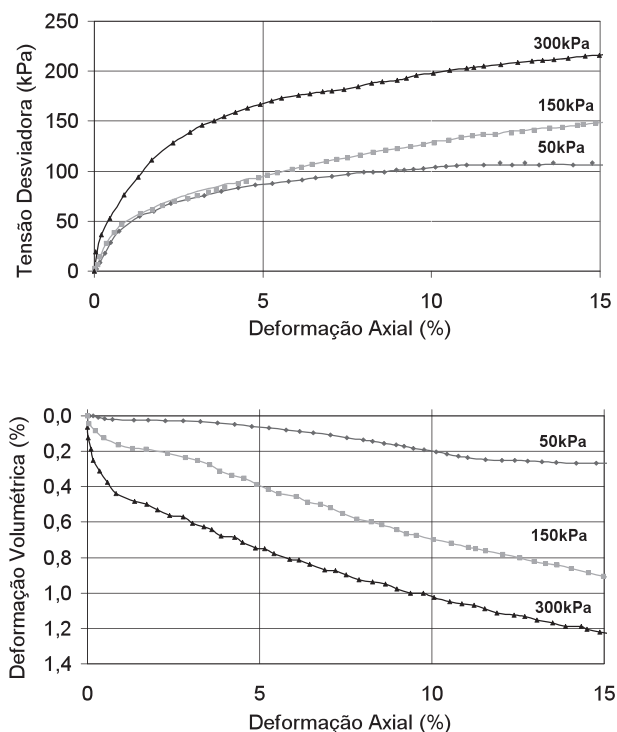 250
200
150
100
50
0
Tensão Desviadora (kPa)
300kPa
150kPa
50kPa
0 5 10 15
Deformação Axial (%)
0,0
0,2
0,4
0,6
0,8
1,0
1,2
1,4
Deformação Volumétrica (%)
50kPa
150kPa
300kPa
0 5 10 15
Deformação Axial (%)